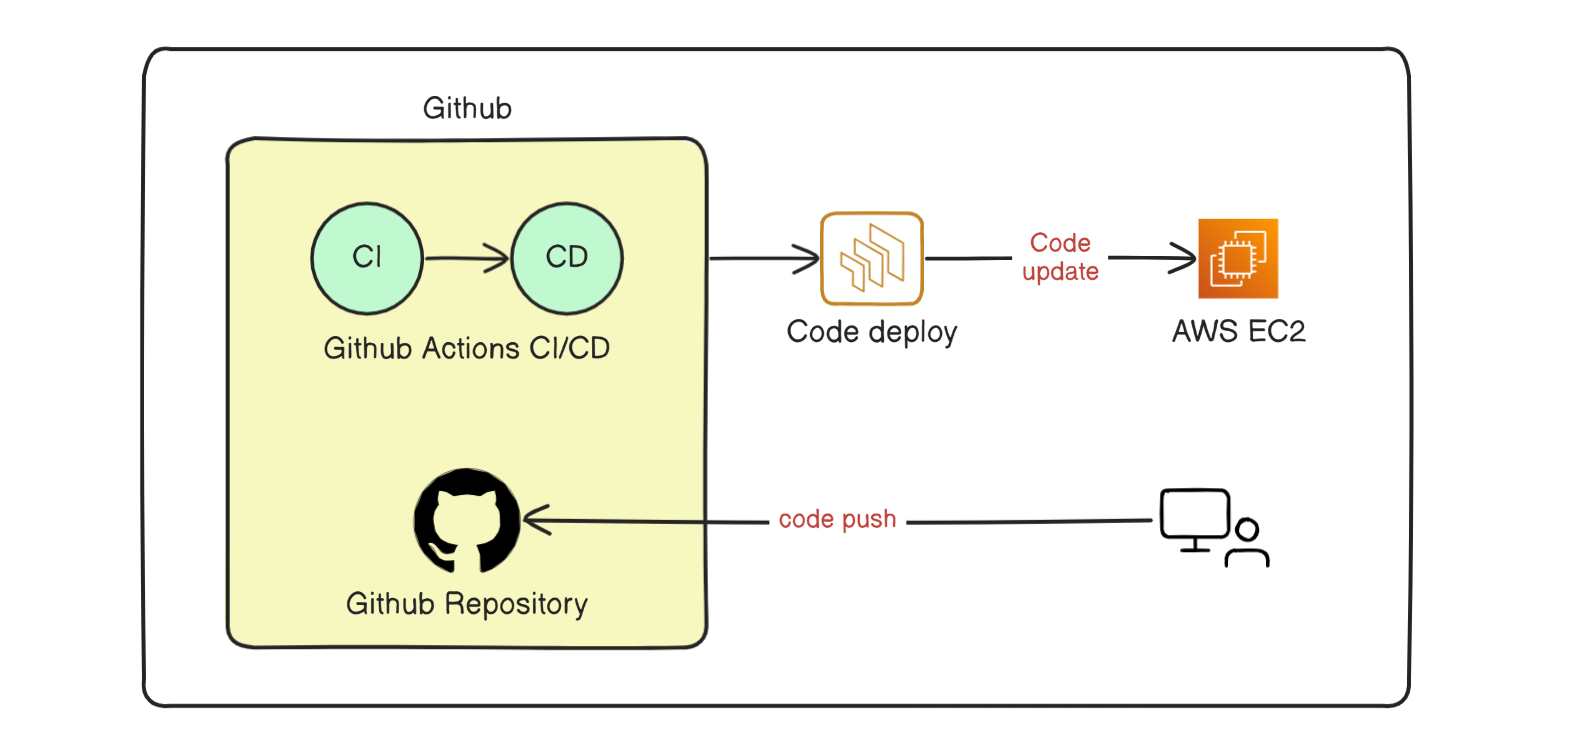 Github
CI
CD
Github Actions CI/CD
Code deploy
Code
update
AWS EC2
code push
Github Repository